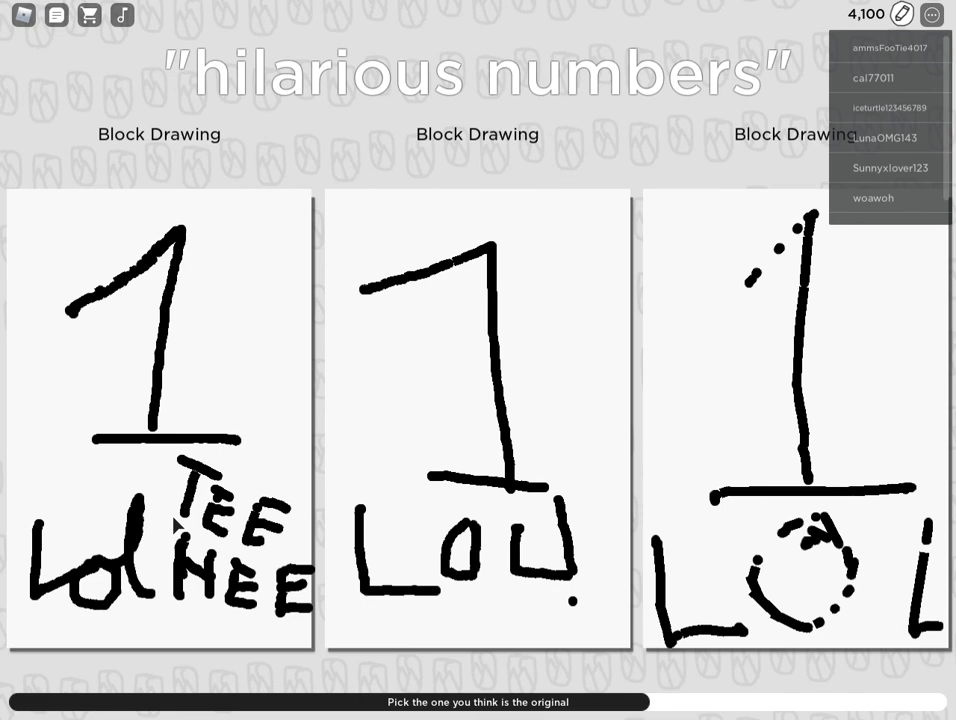 4,100
"hilarious numbers"
ammsFooTie4017
cal77011
iceturtle123456789
LunaOMG143
Sunnyxlover123
woawoh
Block Drawing
Block Drawing
Block Drawing
1
lol TEE
HEE
1
LOU
1
LOL
Pick the one you think is the original